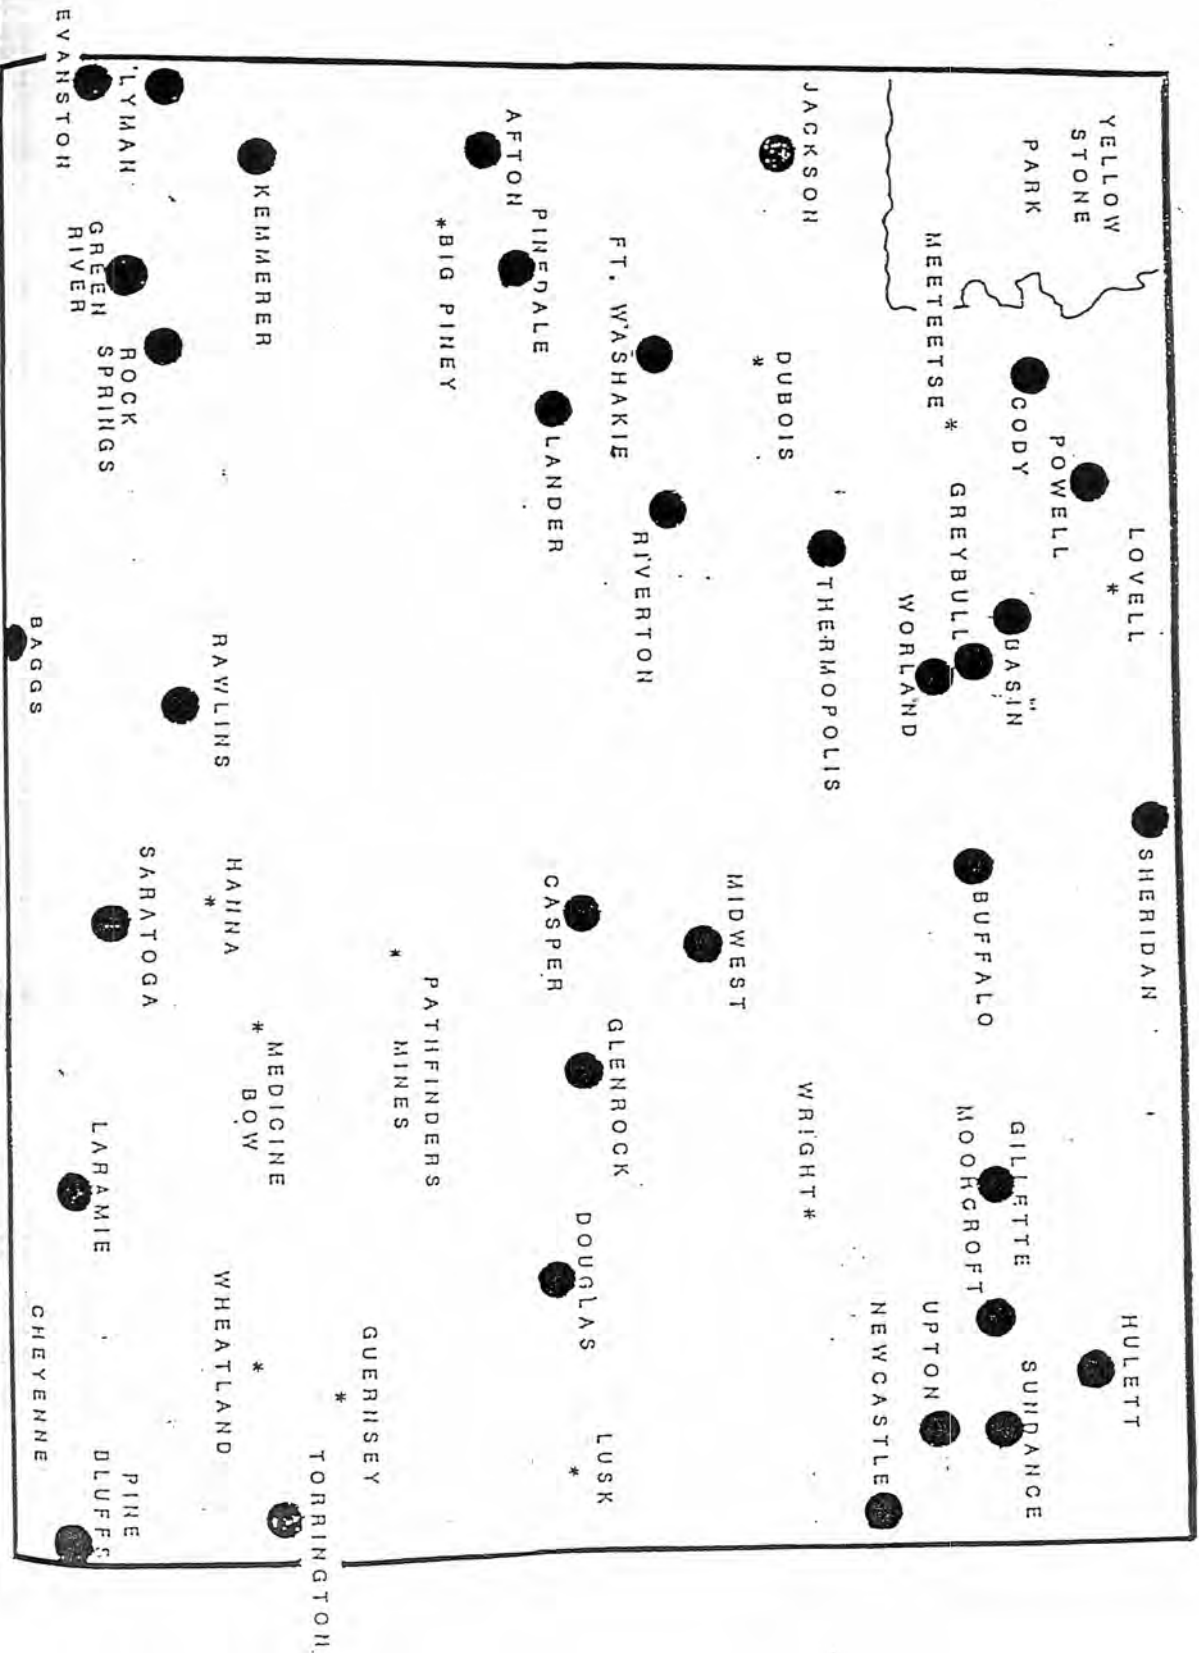 YELLOW
STONE
PARK
LOVELL
*
SHERIDAN
HULETT
POWELL
CODY
BASIN
GILLETTE
SUNDANCE
MEETEETSE *
GREYBULL
BUFFALO
MOORCROFT
UPTON
WORLAND
NEWCASTLE
JACKSON
THERMOPOLIS
WRIGHT *
DUBOIS
*
MIDWEST
FT. WASHAKIE
RIVERTON
GLENROCK
LUSK
*
DOUGLAS
AFTON
PINEDALE
LANDER
CASPER
* BIG PINEY
PATHFINDERS
MINES
*
GUERNSEY
*
TORRINGTON
KEMMERER
* MEDICINE
BOW
*
WHEATLAND
RAWLINS
HANNA
*
LYMAN
ROCK
SPRINGS
SARATOGA
GREEN
RIVER
LARAMIE
PINE
BLUFFS
EVANSTON
BAGGS
CHEYENNE